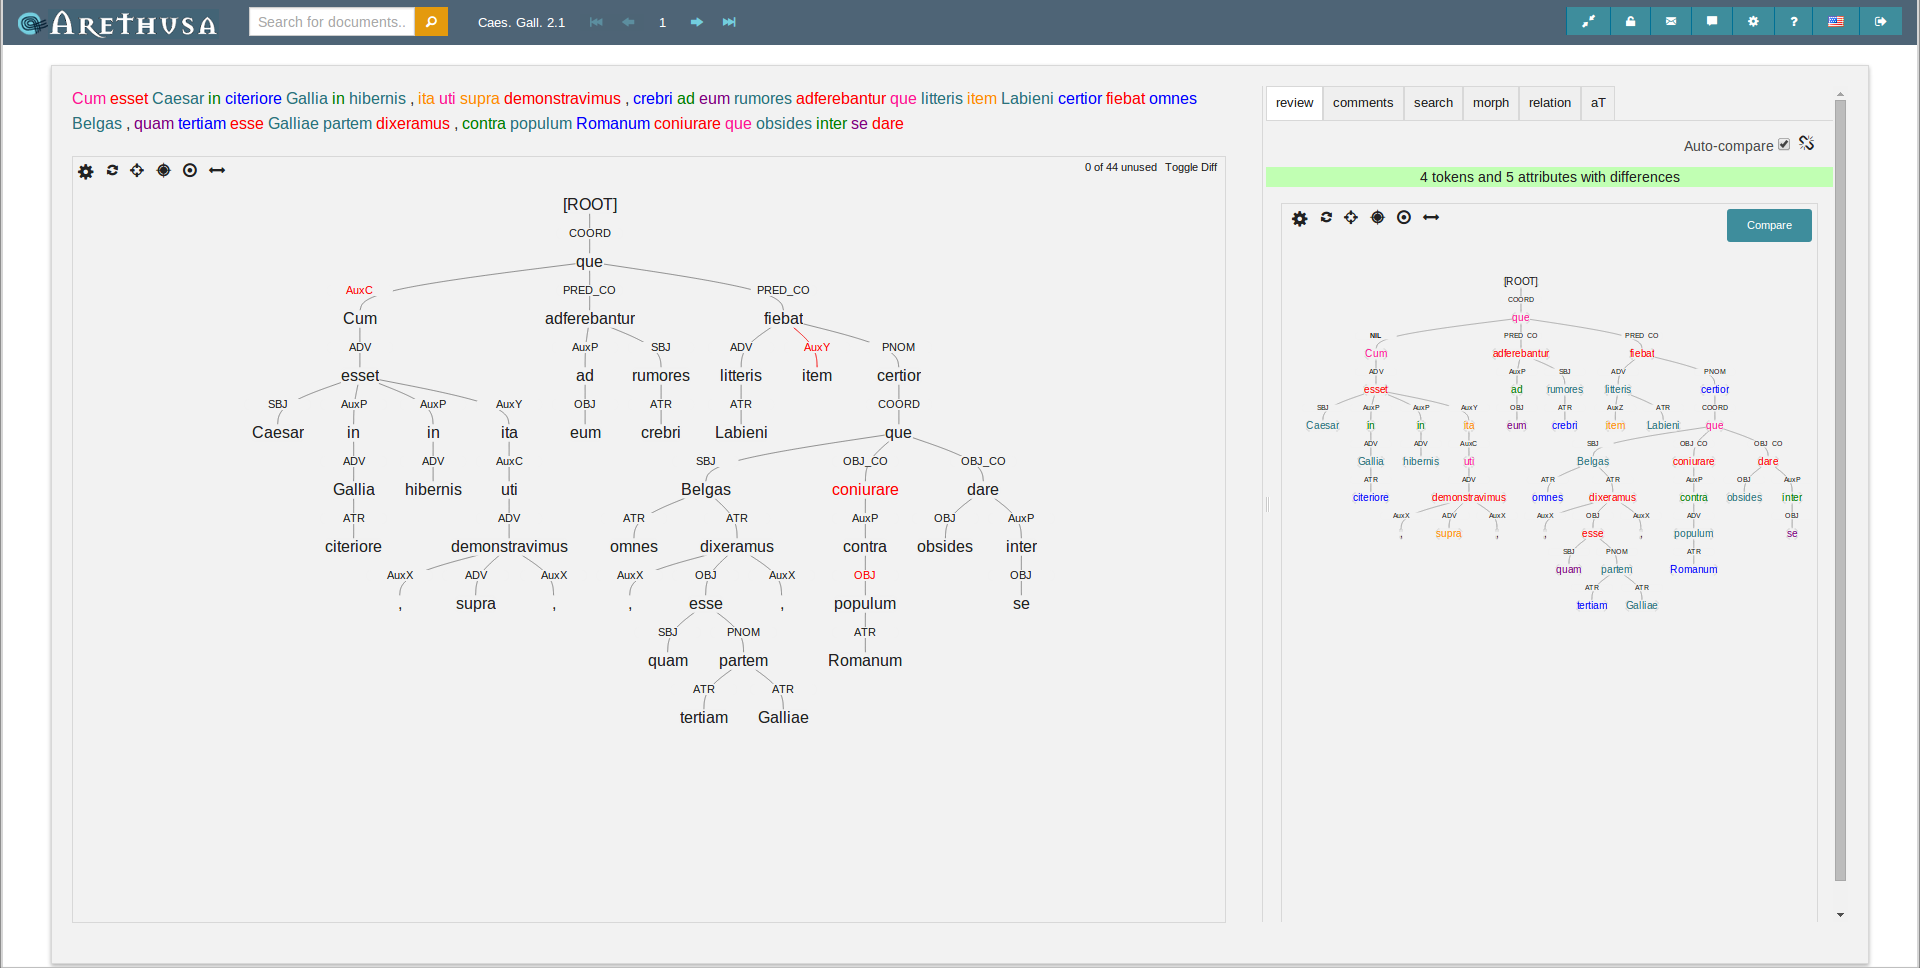 ARETHUSA Search for documents.. Caes. Gall. 2.1 1 ?
Cum esset Caesar in citeriore Gallia in hibernis , ita uti supra demonstravimus , crebri ad eum rumores adferebantur que litteris item Labieni certior fiebat omnes
Belgas , quam tertiam esse Galliae partem dixeramus , contra populum Romanum coniurare que obsides inter se dare
0 of 44 unused Toggle Diff
[ROOT]
COORD
que
AuxC PRED_CO PRED_CO
Cum adferebantur fiebat
ADV AuxP SBJ ADV AuxY PNOM
esset ad rumores litteris item certior
SBJ AuxP AuxP AuxY OBJ ATR ATR COORD
Caesar in in ita eum crebri Labieni que
ADV ADV AuxC SBJ OBJ_CO OBJ_CO
Gallia hibernis uti Belgas coniurare dare
ATR ADV ATR ATR AuxP OBJ AuxP
citeriore demonstravimus omnes dixeramus contra obsides inter
AuxX ADV AuxX AuxX OBJ AuxX OBJ OBJ
, supra , , esse , populum se
SBJ PNOM ATR
quam partem Romanum
ATR ATR
tertiam Galliae
review comments search morph relation aT
Auto-compare
4 tokens and 5 attributes with differences
Compare
[ROOT]
COORD
que
NIL PRED_CO PRED_CO
Cum adferebantur fiebat
ADV AuxP SBJ ADV PNOM
esset ad rumores litteris certior
SBJ AuxP AuxP AuxY OBJ ATR AuxZ ATR COORD
Caesar in in ita eum crebri item Labieni que
ADV ADV AuxC SBJ OBJ_CO OBJ_CO
Gallia hibernis uti Belgas coniurare dare
ATR ADV ATR ATR AuxP OBJ AuxP
citeriore demonstravimus omnes dixeramus contra obsides inter
AuxX ADV AuxX AuxX OBJ AuxX ADV OBJ
, supra , , esse , populum se
SBJ PNOM ATR
quam partem Romanum
ATR ATR
tertiam Galliae